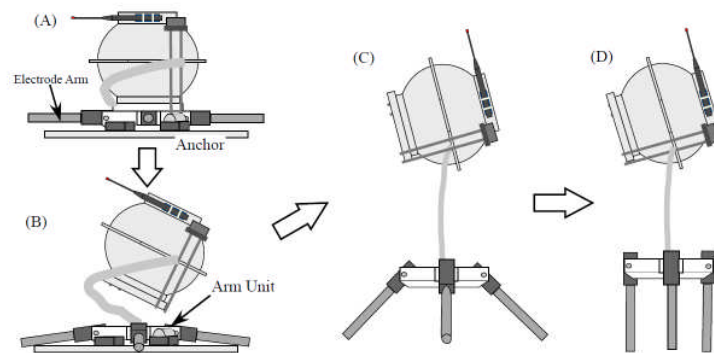 (A)
Electrode Arm
Anchor
(B)
Arm Unit
(C)
(D)